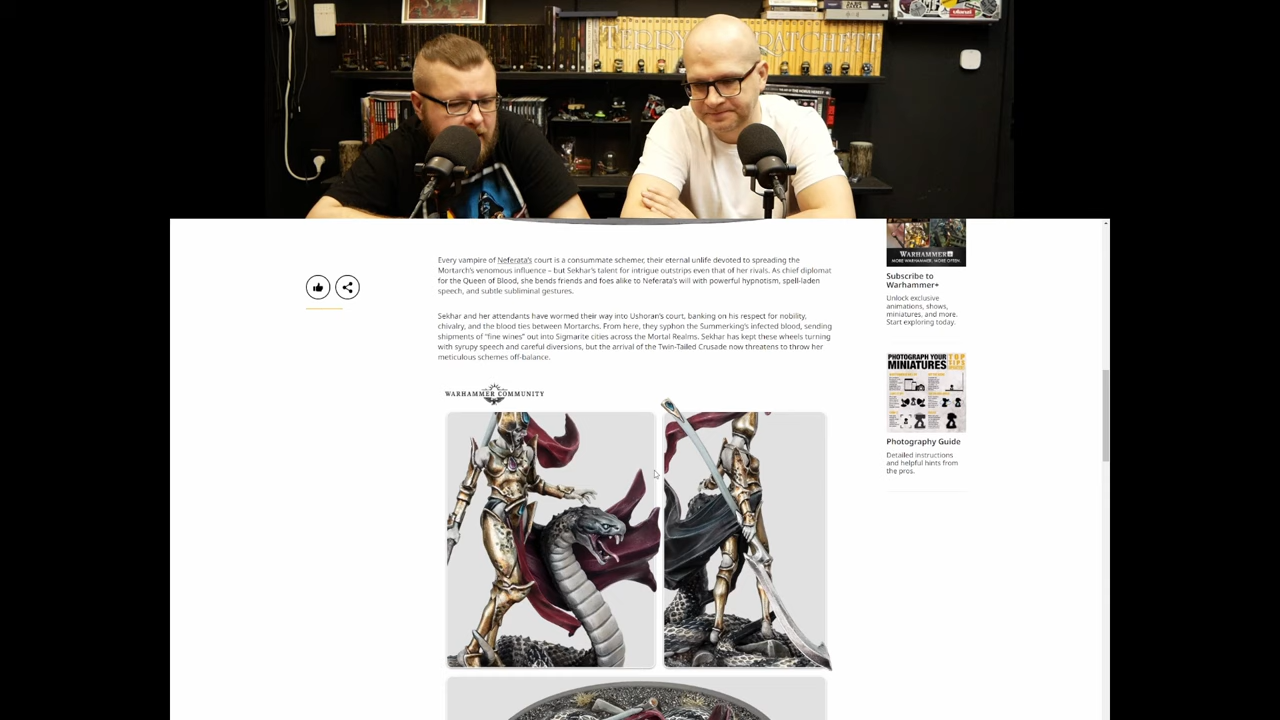 TERRY PRATCHETT
WARHAMMER
MORE WARHAMMER. MORE OFTEN.
Subscribe to
Warhammer+
Unlock exclusive
animations, shows,
miniatures, and more.
Start exploring today.
Every vampire of Neferata's court is a consummate schemer, their eternal unlife devoted to spreading the
Mortarch's venomous influence – but Sekhar's talent for intrigue outstrips even that of her rivals. As chief diplomat
for the Queen of Blood, she bends friends and foes alike to Neferata's will with powerful hypnotism, spell-laden
speech, and subtle subliminal gestures.
Sekhar and her attendants have wormed their way into Ushoran's court, banking on his respect for nobility,
chivalry, and the blood ties between Mortarchs. From here, they syphon the Summerking's infected blood, sending
shipments of "fine wines" out into Sigmarite cities across the Mortal Realms. Sekhar has kept these wheels turning
with syrupy speech and careful diversions, but the arrival of the Twin-Tailed Crusade now threatens to throw her
meticulous schemes off-balance.
WARHAMMER COMMUNITY
PHOTOGRAPH YOUR
MINIATURES
TOP
TIPS
Photography Guide
Detailed instructions
and helpful hints from
the pros.